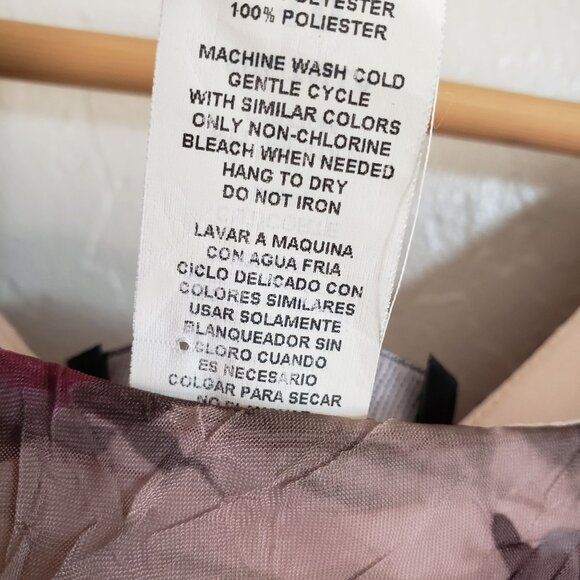 POLYESTER
100% POLIESTER
MACHINE WASH COLD
GENTLE CYCLE
WITH SIMILAR COLORS
ONLY NON-CHLORINE
BLEACH WHEN NEEDED
HANG TO DRY
DO NOT IRON
LAVAR A MAQUINA
CON AGUA FRIA
CICLO DELICADO CON
COLORES SIMILARES
USAR SOLAMENTE
BLANQUEADOR SIN
CLORO CUANDO
ES NECESARIO
COLGAR PARA SECAR
NO